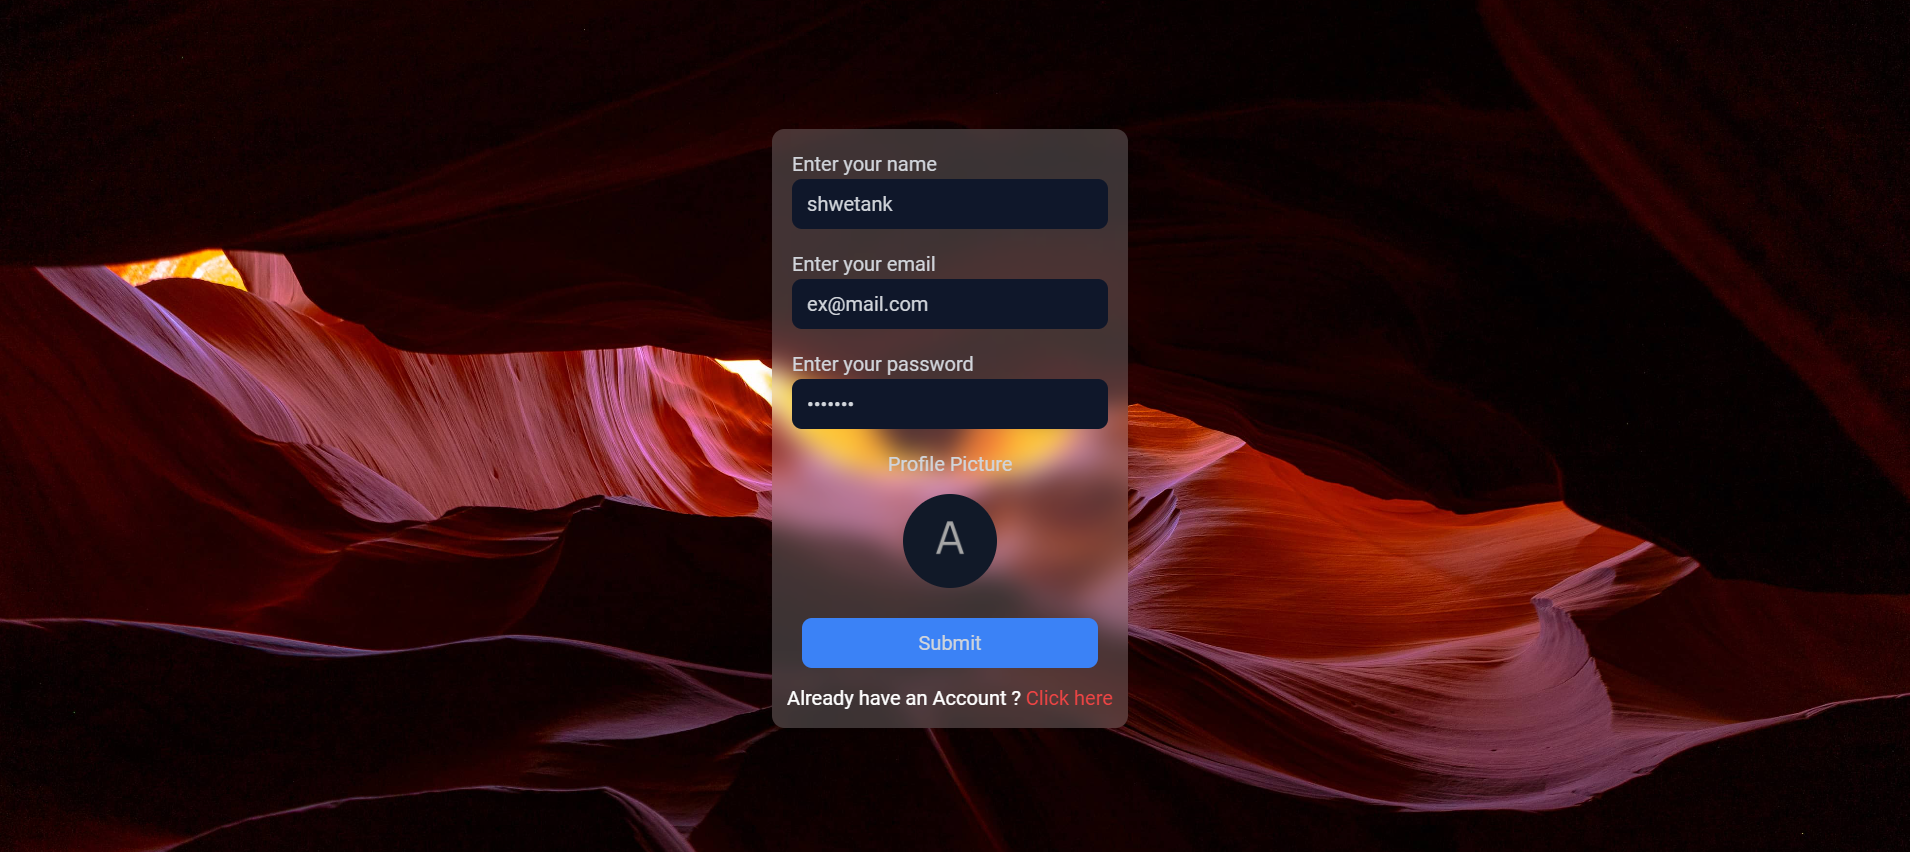 Enter your name
shwetank
Enter your email
ex@mail.com
Enter your password
•••••••
Profile Picture
A
Submit
Already have an Account ? Click here